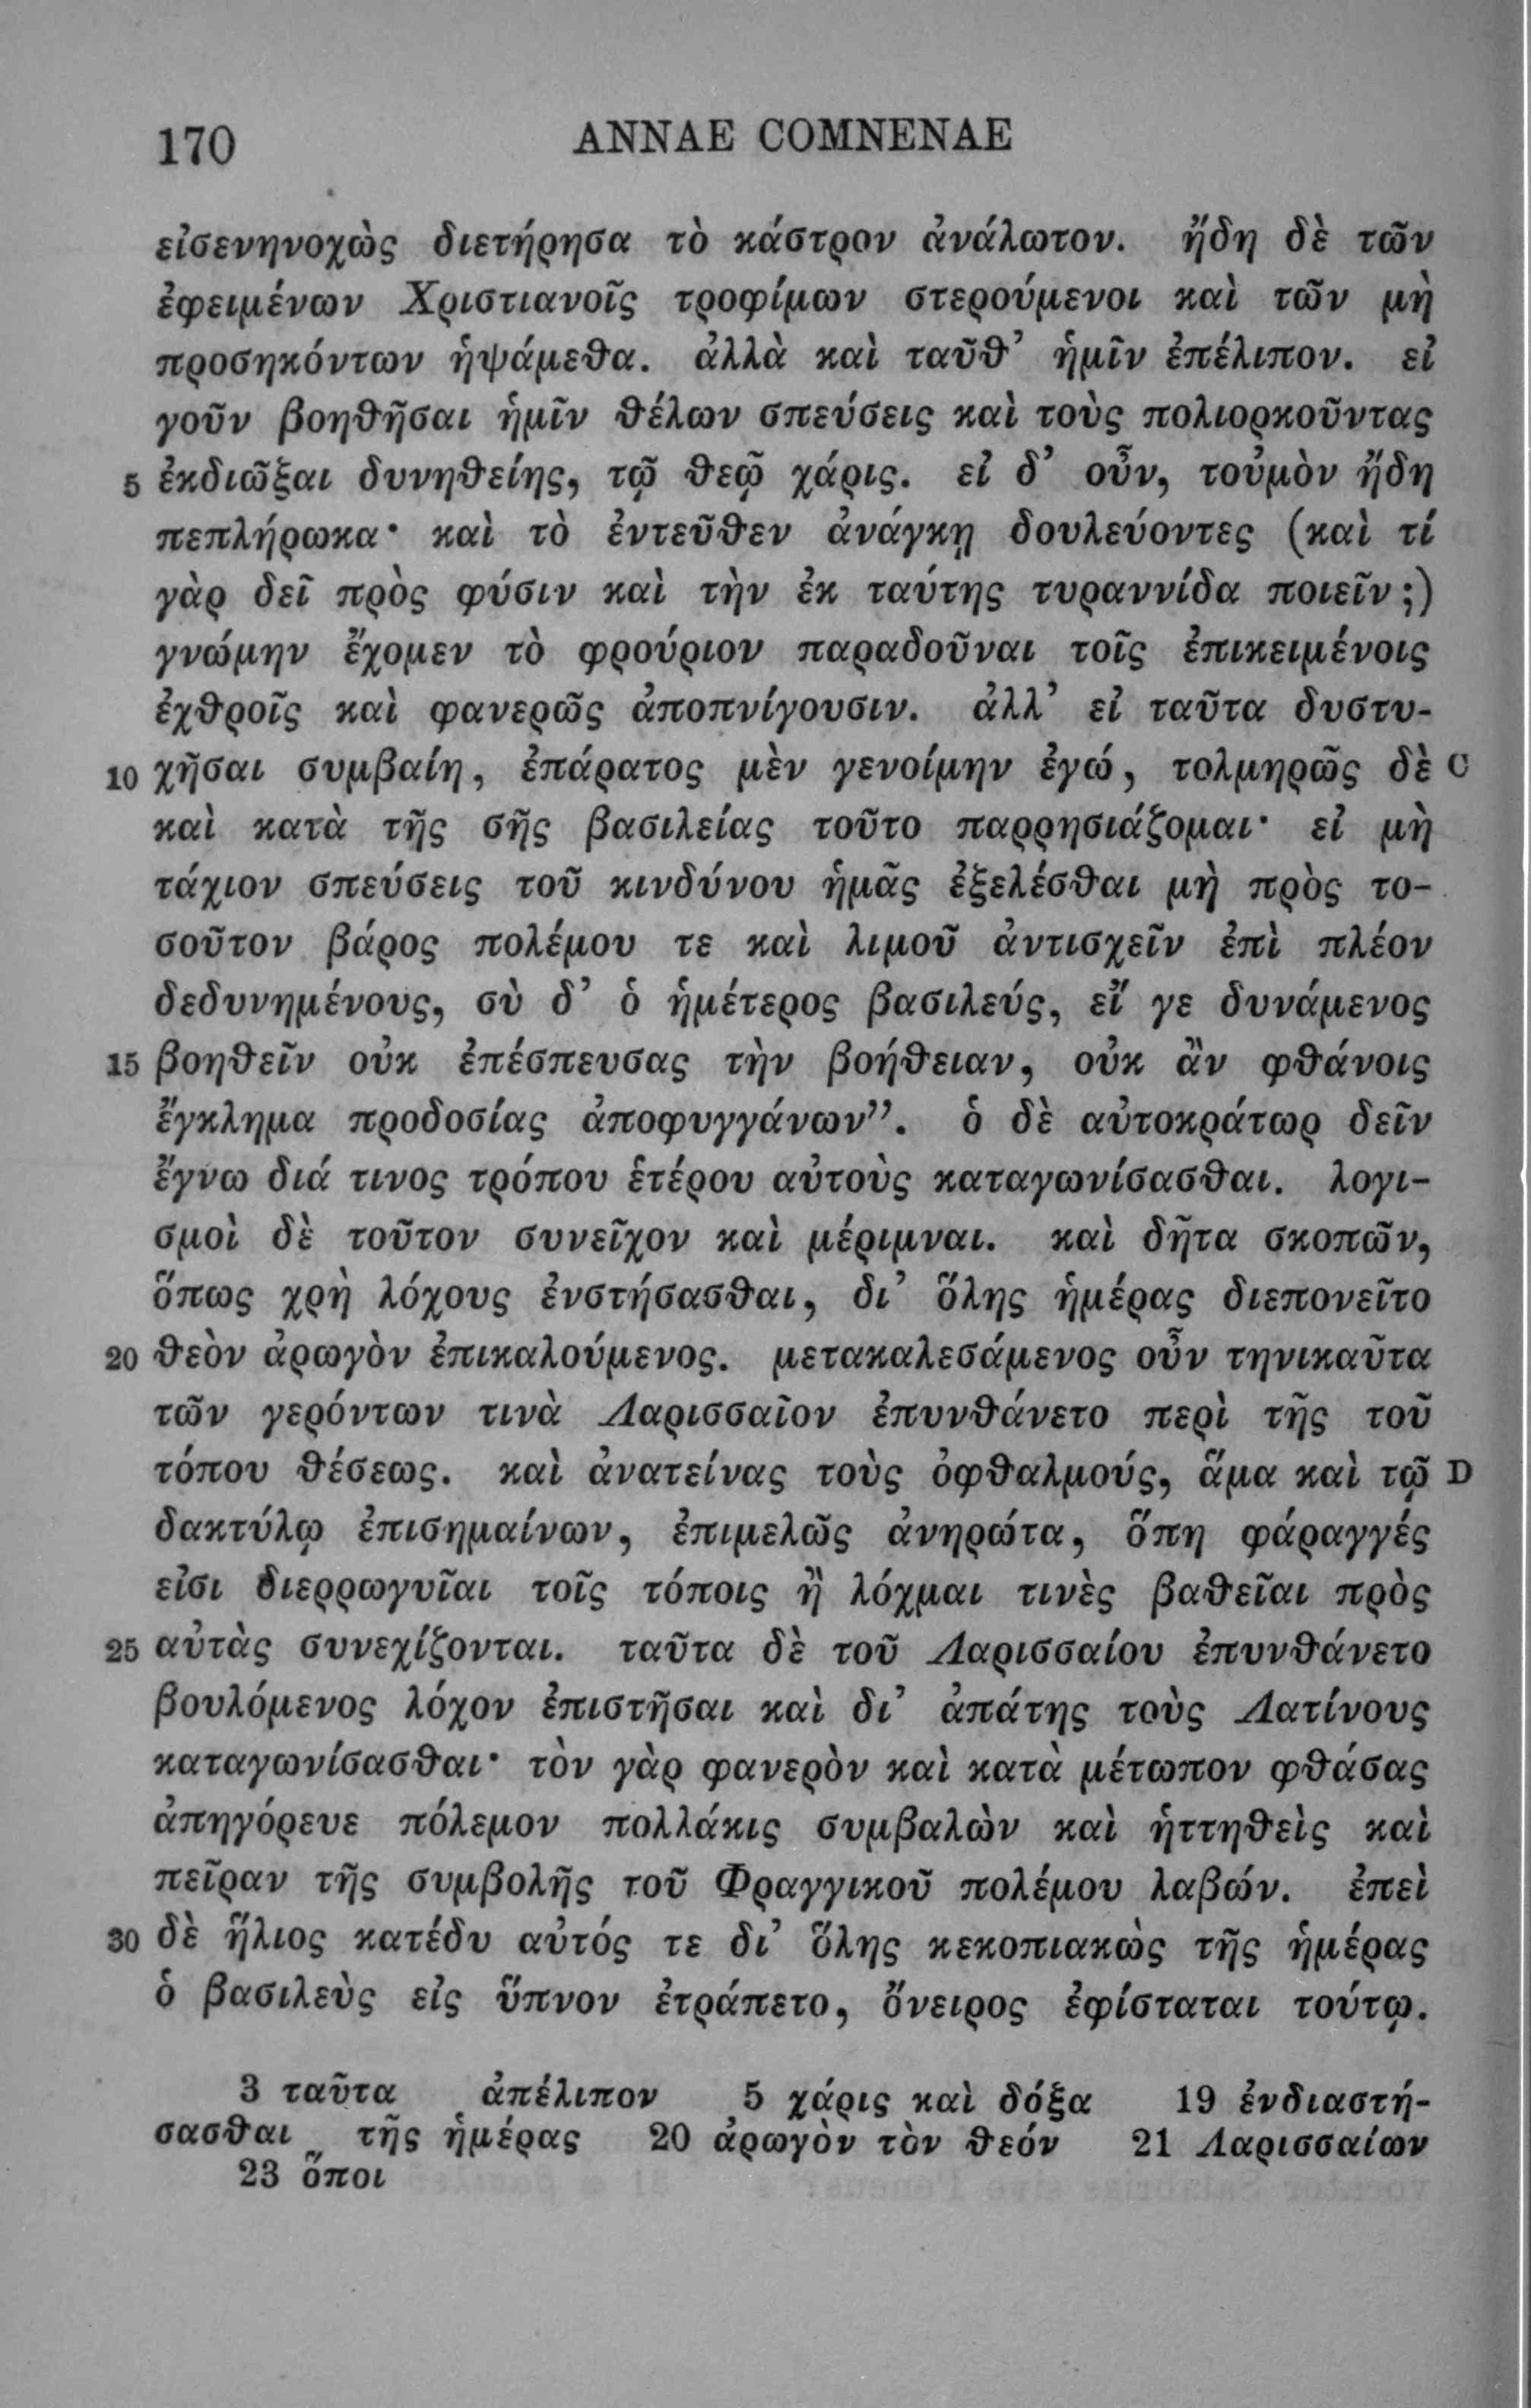 170 ANNAE COMNENAE
εἰσενηνοχὼς διετήρησα τὸ κάστρον ἀνάλωτον. ἤδη δὲ τῶν
ἐφειμένων Χριστιανοῖς τροφίμων στερούμενοι καὶ τῶν μὴ
προσηκόντων ἡψάμεθα. ἀλλὰ καὶ ταῦθ’ ἡμῖν ἐπέλιπον. εἰ
γοῦν βοηθῆσαι ἡμῖν θέλων σπεύσεις καὶ τοὺς πολιορκοῦντας
5 ἐκδιῶξαι δυνηθείης, τῷ θεῷ χάρις. εἰ δ’ οὖν, τοὐμὸν ἤδη
πεπλήρωκα· καὶ τὸ ἐντεῦθεν ἀνάγκῃ δουλεύοντες (καὶ τί
γὰρ δεῖ πρὸς φύσιν καὶ τὴν ἐκ ταύτης τυραννίδα ποιεῖν;)
γνώμην ἔχομεν τὸ φρούριον παραδοῦναι τοῖς ἐπικειμένοις
ἐχθροῖς καὶ φανερῶς ἀποπνίγουσιν. ἀλλ’ εἰ ταῦτα δυστυ-
10 χῆσαι συμβαίη, ἐπάρατος μὲν γενοίμην ἐγώ, τολμηρῶς δὲ C
καὶ κατὰ τῆς σῆς βασιλείας τοῦτο παρρησιάζομαι· εἰ μὴ
τάχιον σπεύσεις τοῦ κινδύνου ἡμᾶς ἐξελέσθαι μὴ πρὸς το-
σοῦτον βάρος πολέμου τε καὶ λιμοῦ ἀντισχεῖν ἐπὶ πλέον
δεδυνημένους, σὺ δ’ ὁ ἡμέτερος βασιλεύς, εἴ γε δυνάμενος
15 βοηθεῖν οὐκ ἐπέσπευσας τὴν βοήθειαν, οὐκ ἂν φθάνοις
ἔγκλημα προδοσίας ἀποφυγγάνων”. ὁ δὲ αὐτοκράτωρ δεῖν
ἔγνω διά τινος τρόπου ἑτέρου αὐτοὺς καταγωνίσασθαι. λογι-
σμοὶ δὲ τοῦτον συνεῖχον καὶ μέριμναι. καὶ δῆτα σκοπῶν,
ὅπως χρὴ λόχους ἐνστήσασθαι, δι’ ὅλης ἡμέρας διεπονεῖτο
20 θεὸν ἀρωγὸν ἐπικαλούμενος. μετακαλεσάμενος οὖν τηνικαῦτα
τῶν γερόντων τινὰ Λαρισσαῖον ἐπυνθάνετο περὶ τῆς τοῦ
τόπου θέσεως. καὶ ἀνατείνας τοὺς ὀφθαλμούς, ἅμα καὶ τῷ D
δακτύλῳ ἐπισημαίνων, ἐπιμελῶς ἀνηρώτα, ὅπη φάραγγές
εἰσι διερρωγυῖαι τοῖς τόποις ἢ λόχμαι τινὲς βαθεῖαι πρὸς
25 αὐτὰς συνεχίζονται. ταῦτα δὲ τοῦ Λαρισσαίου ἐπυνθάνετο
βουλόμενος λόχον ἐπιστῆσαι καὶ δι’ ἀπάτης τοὺς Λατίνους
καταγωνίσασθαι· τὸν γὰρ φανερὸν καὶ κατὰ μέτωπον φθάσας
ἀπηγόρευε πόλεμον πολλάκις συμβαλὼν καὶ ἡττηθεὶς καὶ
πεῖραν τῆς συμβολῆς τοῦ Φραγγικοῦ πολέμου λαβών. ἐπεὶ
30 δὲ ἥλιος κατέδυ αὐτός τε δι’ ὅλης κεκοπιακὼς τῆς ἡμέρας
ὁ βασιλεὺς εἰς ὕπνον ἐτράπετο, ὄνειρος ἐφίσταται τούτῳ.
3 ταῦτα ἀπέλιπον 5 χάρις καὶ δόξα 19 ἐνδιαστή-
σασθαι τῆς ἡμέρας 20 ἀρωγὸν τὸν θεόν 21 Λαρισσαίων
23 ὅποι